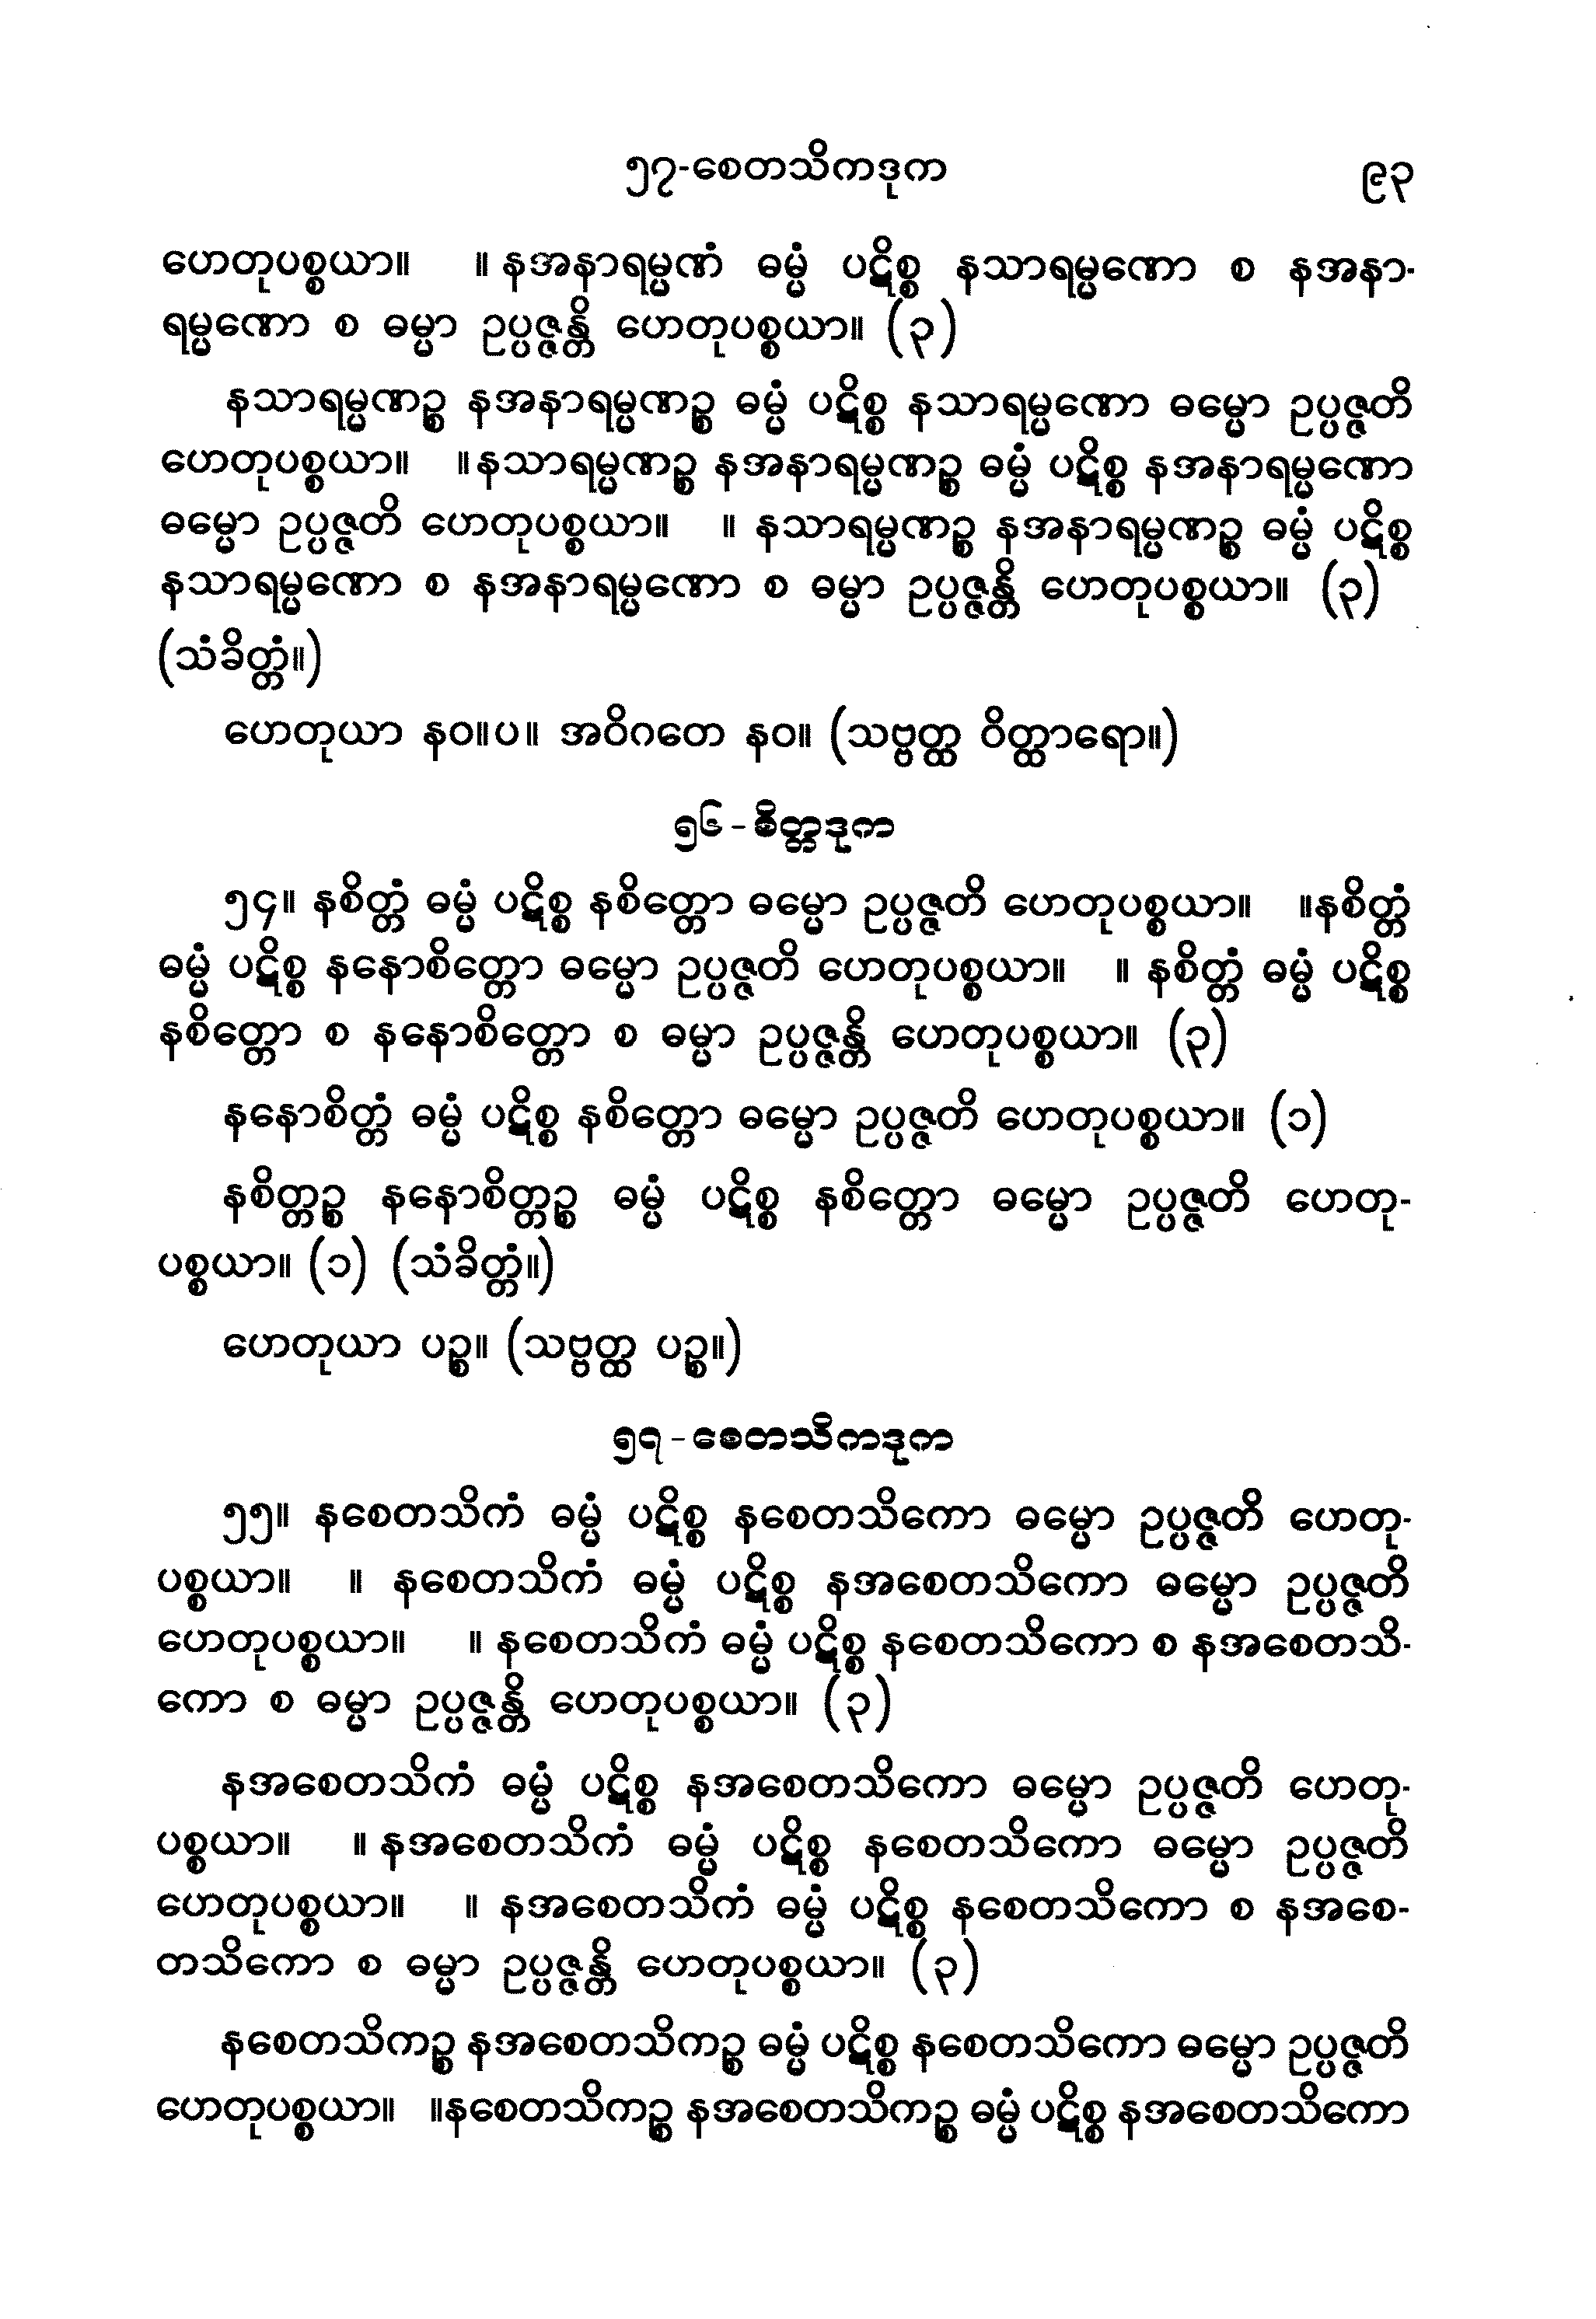 ၅၇-စေတသိကဒုက ၉၃
ဟေတုပစ္စယာ။ ။ နအနာရမ္မဏံ ဓမ္မံ ပဋိစ္စ နသာရမ္မဏော စ နအနာ-
ရမ္မဏော စ ဓမ္မာ ဥပ္ပဇ္ဇန္တိ ဟေတုပစ္စယာ။ (၃)
နသာရမ္မဏဉ္စ နအနာရမ္မဏဉ္စ ဓမ္မံ ပဋိစ္စ နသာရမ္မဏော ဓမ္မော ဥပ္ပဇ္ဇတိ
ဟေတုပစ္စယာ။ ။နသာရမ္မဏဉ္စ နအနာရမ္မဏဉ္စ ဓမ္မံ ပဋိစ္စ နအနာရမ္မဏော
ဓမ္မော ဥပ္ပဇ္ဇတိ ဟေတုပစ္စယာ။ ။ နသာရမ္မဏဉ္စ နအနာရမ္မဏဉ္စ ဓမ္မံ ပဋိစ္စ
နသာရမ္မဏော စ နအနာရမ္မဏော စ ဓမ္မာ ဥပ္ပဇ္ဇန္တိ ဟေတုပစ္စယာ။ (၃)
(သံခိတ္တံ။)
ဟေတုယာ နဝ။ပ။ အဝိဂတေ နဝ။ (သဗ္ဗတ္ထ ဝိတ္ထာရော။)
၅၆-စိတ္တဒုက
၅၄။ နစိတ္တံ ဓမ္မံ ပဋိစ္စ နစိတ္တော ဓမ္မော ဥပ္ပဇ္ဇတိ ဟေတုပစ္စယာ။ ။နစိတ္တံ
ဓမ္မံ ပဋိစ္စ နနောစိတ္တော ဓမ္မော ဥပ္ပဇ္ဇတိ ဟေတုပစ္စယာ။ ။ နစိတ္တံ ဓမ္မံ ပဋိစ္စ
နစိတ္တော စ နနောစိတ္တော စ ဓမ္မာ ဥပ္ပဇ္ဇန္တိ ဟေတုပစ္စယာ။ (၃)
နနောစိတ္တံ ဓမ္မံ ပဋိစ္စ နစိတ္တော ဓမ္မော ဥပ္ပဇ္ဇတိ ဟေတုပစ္စယာ။ (၁)
နစိတ္တဉ္စ နနောစိတ္တဉ္စ ဓမ္မံ ပဋိစ္စ နစိတ္တော ဓမ္မော ဥပ္ပဇ္ဇတိ ဟေတု-
ပစ္စယာ။ (၁) (သံခိတ္တံ။)
ဟေတုယာ ပဉ္စ။ (သဗ္ဗတ္ထ ပဉ္စ။)
၅၇-စေတသိကဒုက
၅၅။ နစေတသိကံ ဓမ္မံ ပဋိစ္စ နစေတသိကော ဓမ္မော ဥပ္ပဇ္ဇတိ ဟေတု-
ပစ္စယာ။ ။ နစေတသိကံ ဓမ္မံ ပဋိစ္စ နအစေတသိကော ဓမ္မော ဥပ္ပဇ္ဇတိ
ဟေတုပစ္စယာ။ ။ နစေတသိကံ ဓမ္မံ ပဋိစ္စ နစေတသိကော စ နအစေတသိ-
ကော စ ဓမ္မာ ဥပ္ပဇ္ဇန္တိ ဟေတုပစ္စယာ။ (၃)
နအစေတသိကံ ဓမ္မံ ပဋိစ္စ နအစေတသိကော ဓမ္မော ဥပ္ပဇ္ဇတိ ဟေတု-
ပစ္စယာ။ ။ နအစေတသိကံ ဓမ္မံ ပဋိစ္စ နစေတသိကော ဓမ္မော ဥပ္ပဇ္ဇတိ
ဟေတုပစ္စယာ။ ။ နအစေတသိကံ ဓမ္မံ ပဋိစ္စ နစေတသိကော စ နအစေ-
တသိကော စ ဓမ္မာ ဥပ္ပဇ္ဇန္တိ ဟေတုပစ္စယာ။ (၃)
နစေတသိကဉ္စ နအစေတသိကဉ္စ ဓမ္မံ ပဋိစ္စ နစေတသိကော ဓမ္မော ဥပ္ပဇ္ဇတိ
ဟေတုပစ္စယာ။ ။နစေတသိကဉ္စ နအစေတသိကဉ္စ ဓမ္မံ ပဋိစ္စ နအစေတသိကော